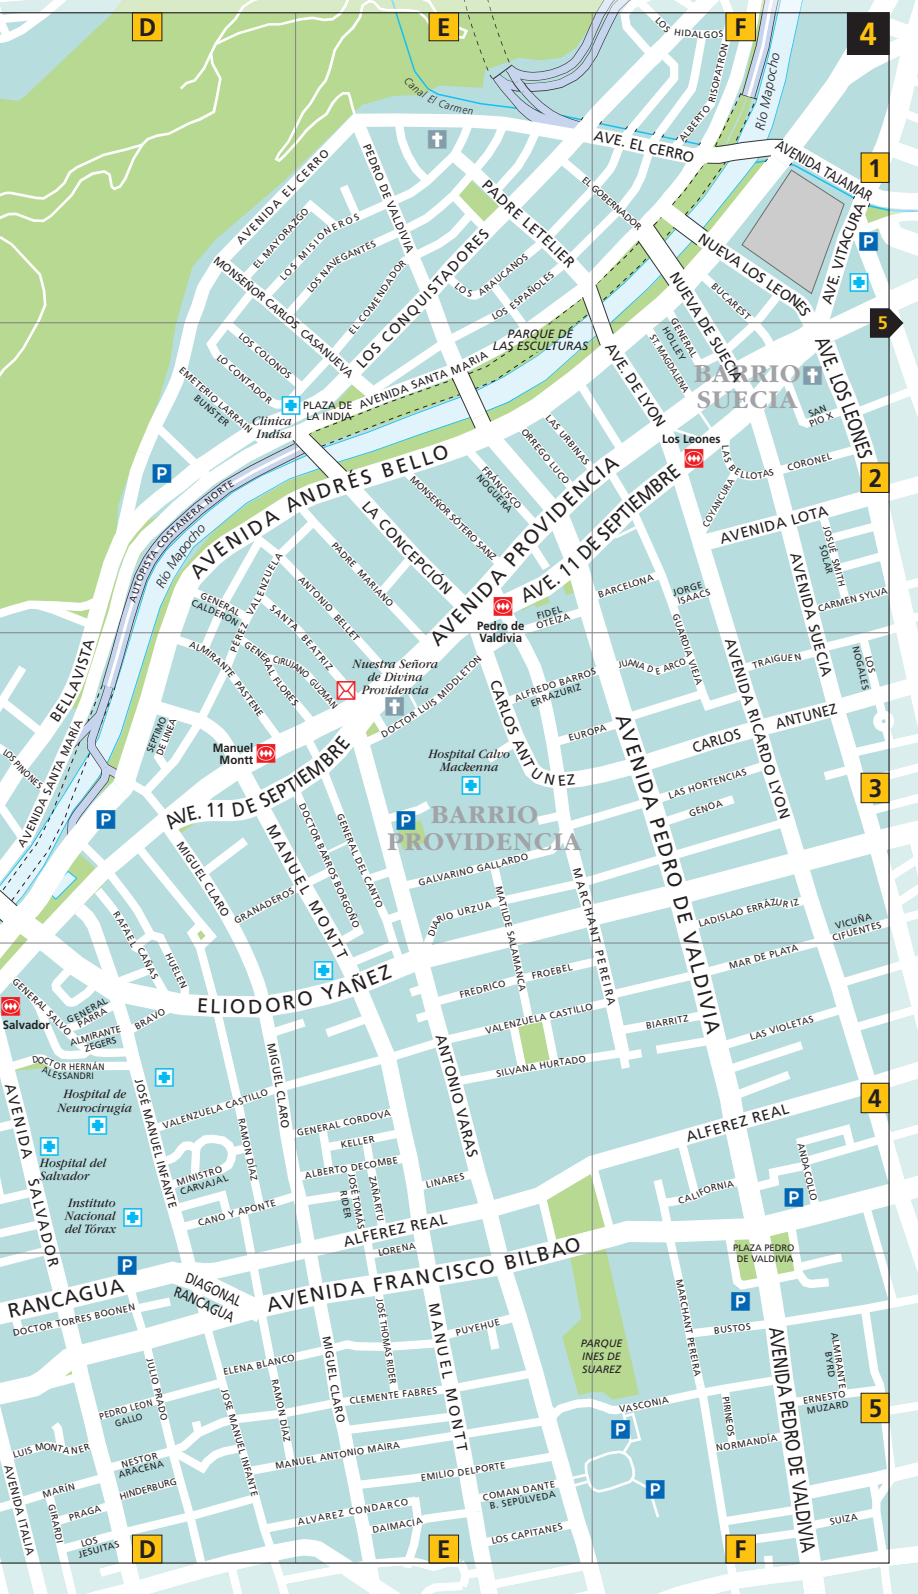 D
E
F
4
LOS HIDALGOS
ALBERTO RISOPATRON
Río Mapocho
Canal El Carmen
AVE. EL CERRO
AVENIDA TAJAMAR
1
AVENIDA EL CERRO
PEDRO DE VALDIVIA
PADRE LETELIER
EL GOBERNADOR
EL MAYORAZGO
LOS MISIONEROS
LOS NAVEGANTES
EL COMENDADOR
LOS CONQUISTADORES
LOS ARAUCANOS
LOS ESPAÑOLES
NUEVA LOS LEONES
AVE. VITACURA
MONSEÑOR CARLOS CASANUEVA
BUCAREST
NUEVA DE SUECIA
5
PARQUE DE
LAS ESCULTURAS
GENERAL
HOLLEY
ST. MAGDALENA
AVE. DE LYON
AVE. LOS LEONES
LOS COLONOS
LO CONTADOR
EMETERIO LARRAIN
BUNSTER
AVENIDA SANTA MARIA
BARRIO
SUECIA
PLAZA DE
LA INDIA
Clinica
Indísa
SAN
PIO X
Los Leones
LAS URBINAS
ORREGO LUCO
LAS BELLOTAS
CORONEL
2
COYANCURA
AVENIDA ANDRÉS BELLO
FRANCISCO
NOGUERA
MONSEÑOR SÓTERO SANZ
AVENIDA PROVIDENCIA
AVE. 11 DE SEPTIEMBRE
AUTOPISTA COSTANERA NORTE
Río Mapocho
LA CONCEPCIÓN
AVENIDA LOTA
JOSUÉ SMITH
SOLAR
PADRE MARIANO
ANTONIO BELLET
SANTA BEATRIZ
PÉREZ VALENZUELA
GENERAL
CALDERON
AVENIDA SUECIA
CARMEN SYLVA
BARCELONA
JORGE
ISAACS
Pedro de
Valdivia
FIDEL
OTEÍZA
ALMIRANTE PASTENE
GENERAL FLORES
CIRUJANO GUZMAN
GUARDIA VIEJA
JUANA DE ARCO
TRAIGUEN
LOS
NOGALES
BELLAVISTA
Nuestra Señora
de Divina
Providencia
DOCTOR LUIS MIDDLETON
ALFREDO BARROS
ERRAZURIZ
CARLOS ANTUNEZ
EUROPA
AVENIDA RICARDO LYON
CARLOS ANTUNEZ
SEPTIMO
DE LINEA
Manuel
Montt
LOS PINONES
AVENIDA SANTA MARIA
AVE. 11 DE SEPTIEMBRE
Hospital Calvo
Mackenna
BARRIO
PROVIDENCIA
LAS HORTENCIAS
GENOA
3
AVENIDA PEDRO DE VALDIVIA
MIGUEL CLARO
MANUEL MONTT
DOCTOR BARROS BORGOÑO
GENERAL DEL CANTO
GRANADEROS
GALVARINO GALLARDO
DARÍO URZUA
MATILDE SALAMANCA
MARCHANT PEREIRA
LADISLAO ERRÁZURIZ
VICUÑA
CIFUENTES
RAFAEL CAÑAS
HUELEN
MAR DE PLATA
ELIODORO YAÑEZ
FREDRICO FROEBEL
GENERAL SALVO
Salvador
GENERAL
PARRA
ALMIRANTE
ZEGERS
BRAVO
VALENZUELA CASTILLO
BIARRITZ
LAS VIOLETAS
SILVANA HURTADO
DOCTOR HERNÁN
ALESSANDRI
Hospital de
Neurocirugia
MIGUEL CLARO
ANTONIO VARAS
4
AVENIDA SALVADOR
JOSÉ MANUEL INFANTE
VALENZUELA CASTILLO
RAMON DIAZ
GENERAL CORDOVA
KELLER
ALBERTO DECOMBE
ALFEREZ REAL
ANDACOLLO
Hospital del
Salvador
MINISTRO
CARVAJAL
CANO Y APONTE
JOSÉ TOMÁS
RIDER
ZAÑARTU
LINARES
CALIFORNIA
Instituto
Nacional
del Tórax
ALFEREZ REAL
LORENA
PLAZA PEDRO
DE VALDIVIA
AVENIDA FRANCISCO BILBAO
RANCAGUA
DIAGONAL
RANCAGUA
DOCTOR TORRES BOONEN
JOSÉ THOMAS RIDER
MANUEL MONTT
PUYEHUE
MARCHANT PEREIRA
BUSTOS
AVENIDA PEDRO DE VALDIVIA
ALMIRANTE
BYRD
PARQUE
INES DE
SUAREZ
MIGUEL CLARO
ELENA BLANCO
JULIO PRADO
JOSE MANUEL INFANTE
RAMON DÍAZ
CLEMENTE FABRES
VASCONIA
PIRINEOS
ERNESTO
MUZARD
5
PEDRO LEON
GALLO
NORMANDÍA
LUIS MONTANER
NESTOR
ARACENA
MANUEL ANTONIO MAIRA
EMILIO DELPORTE
AVENIDA ITALIA
MARÍN
HINDERBURG
COMAN DANTE
B. SEPÚLVEDA
GIRARDI
PRAGA
ALVAREZ CONDARCO
DAIMACIA
LOS CAPITANES
SUIZA
LOS
JESUITAS
D
E
F